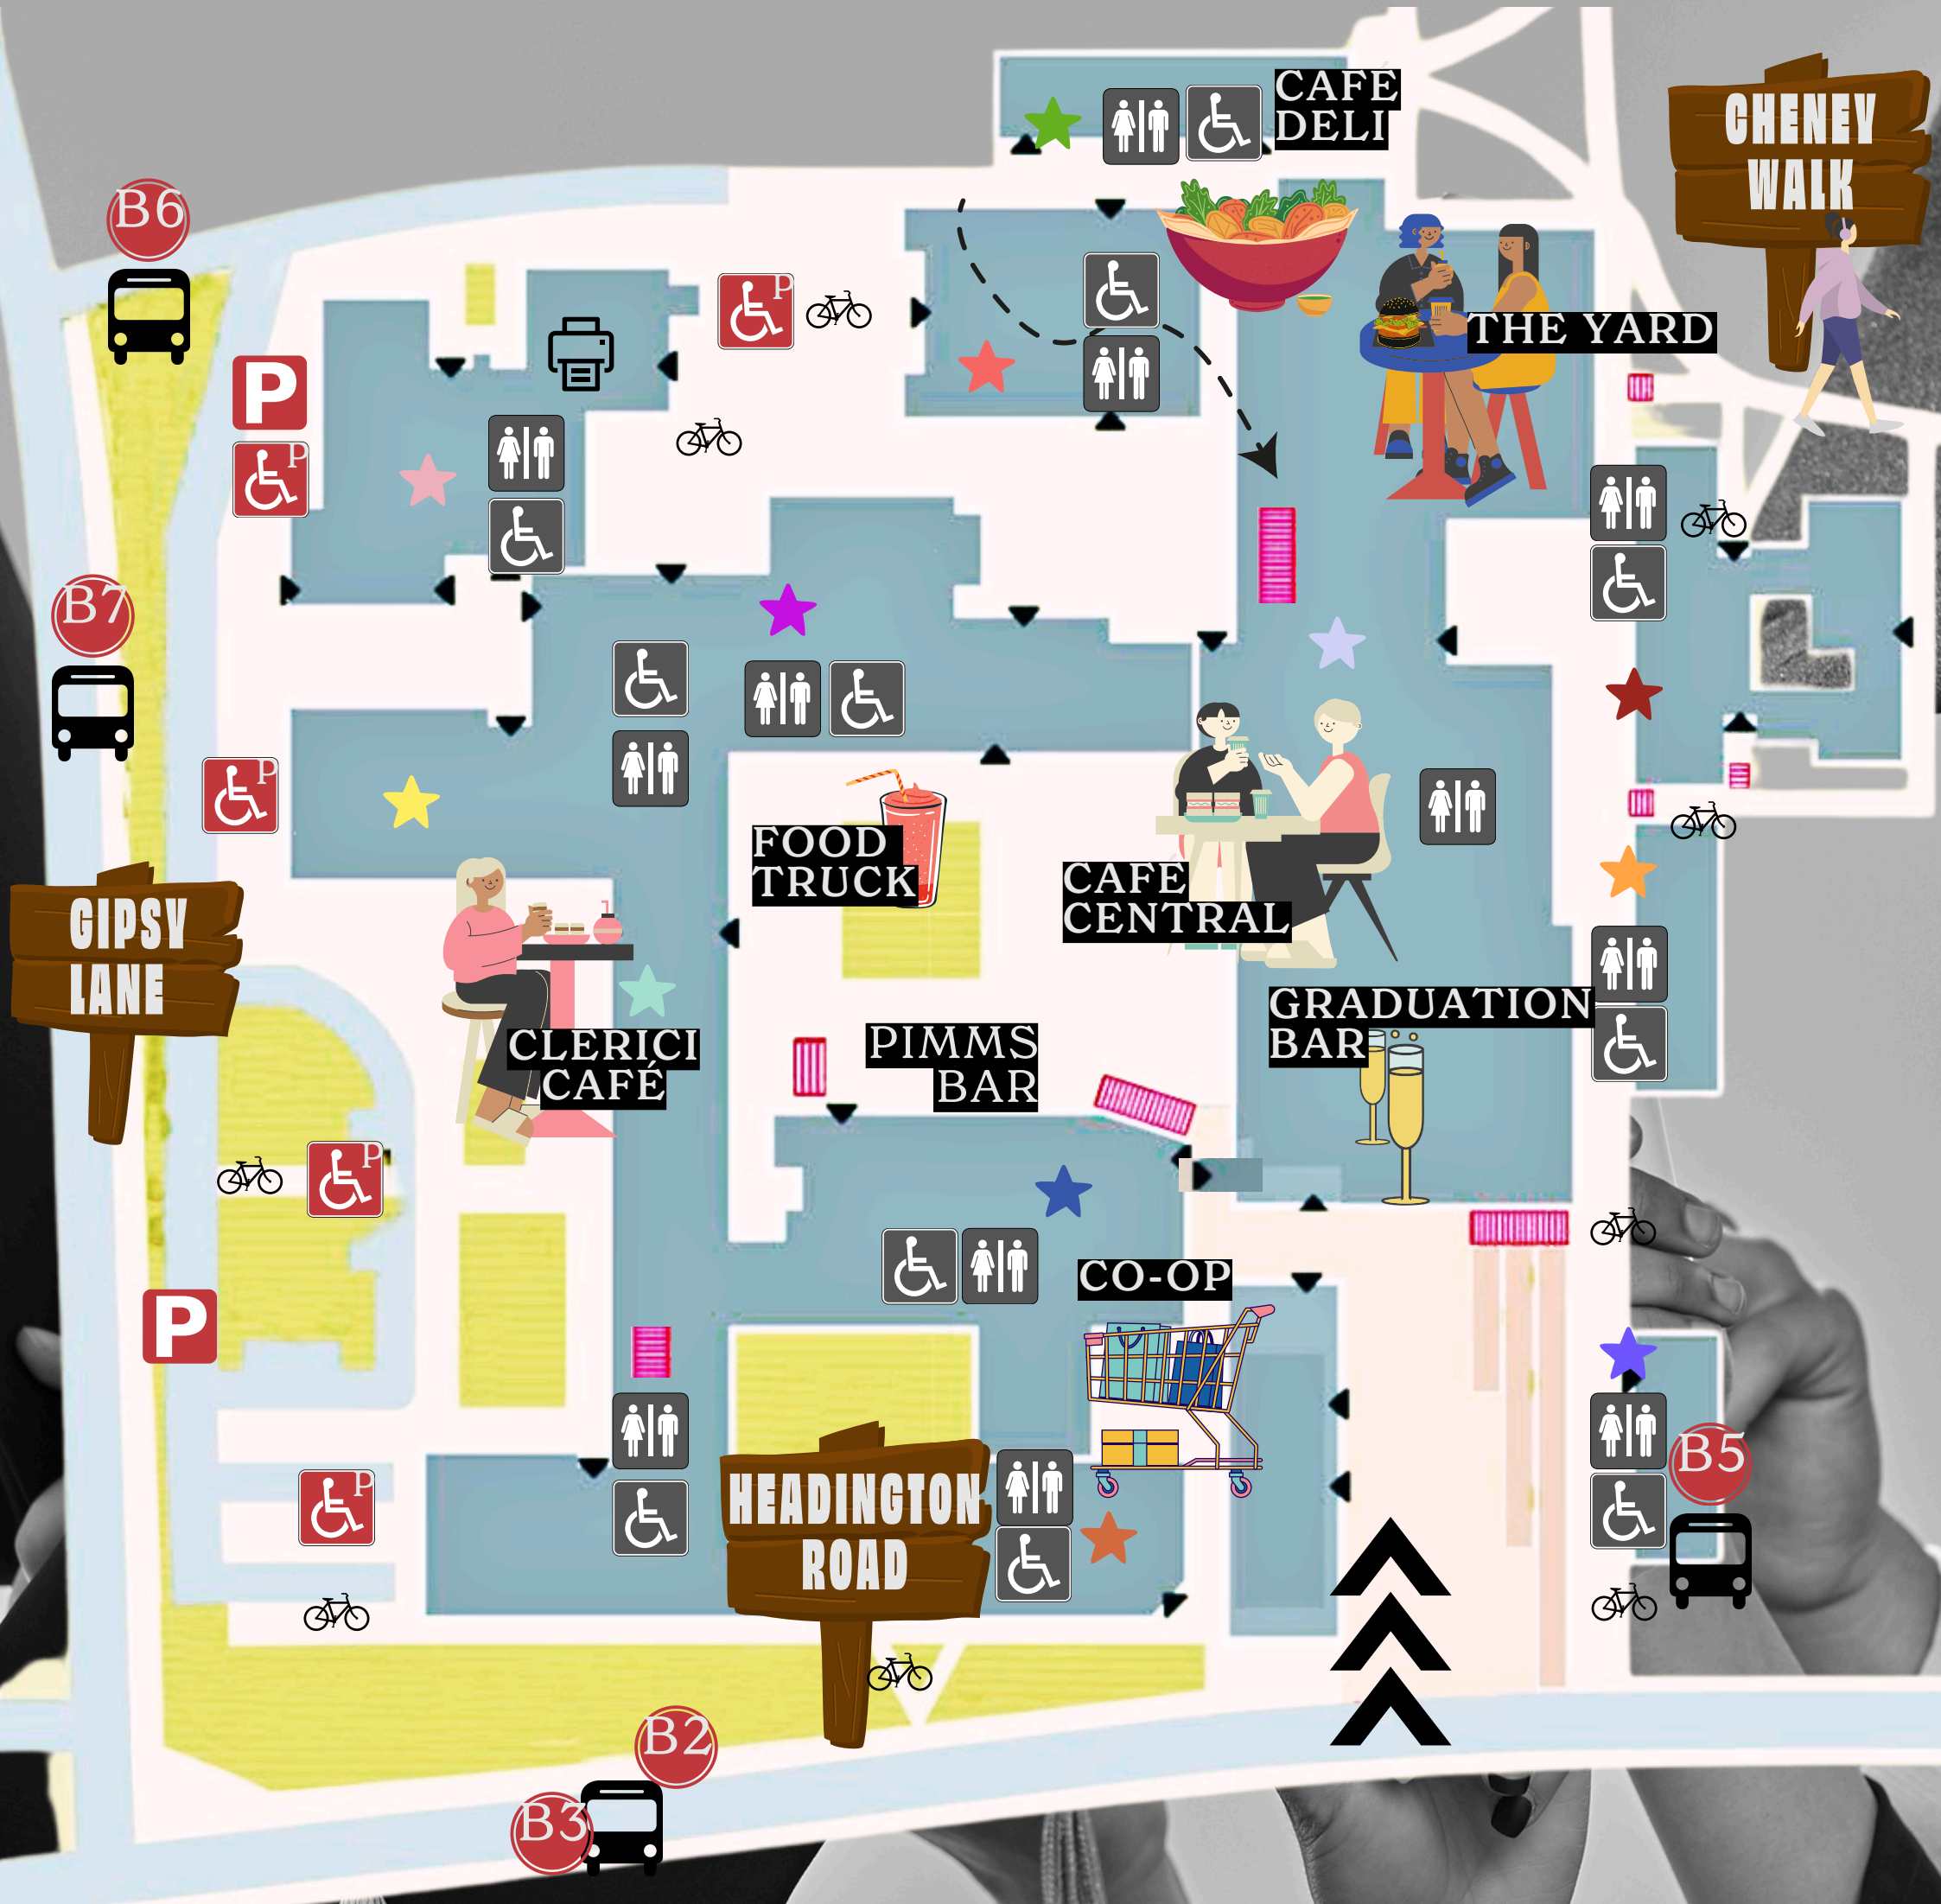 CAFE
DELI
CHENEY
WALK
B6
P
THE YARD
P
P
B7
P
FOOD
TRUCK
CAFE
CENTRAL
GIPSY
LANE
GRADUATION
BAR
CLERICI
CAFÉ
PIMMS
BAR
P
CO-OP
P
B5
HEADINGTON
ROAD
P
B2
B3